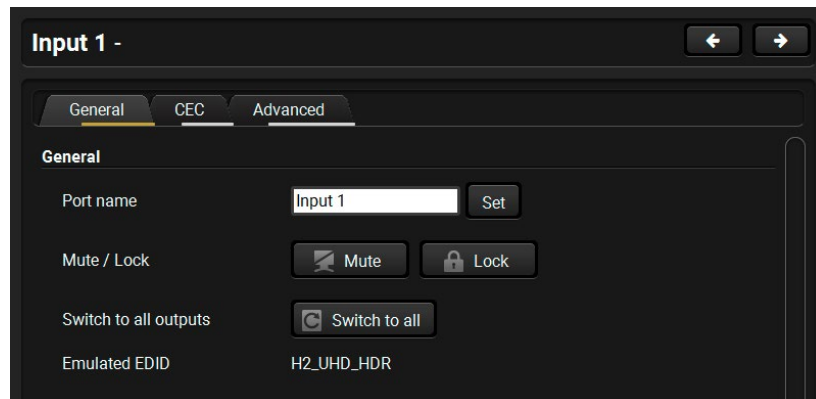 Input 1 -
General CEC Advanced
General
Port name Input 1 Set
Mute / Lock Mute Lock
Switch to all outputs Switch to all
Emulated EDID H2_UHD_HDR